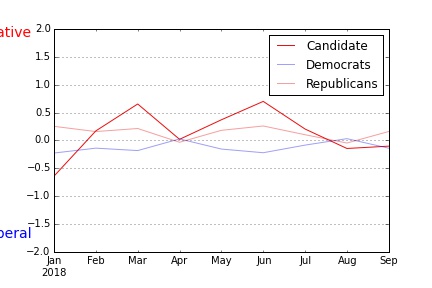 ative
2.0
Candidate
Democrats
Republicans
1.5
1.0
0.5
0.0
−0.5
−1.0
−1.5
beral
−2.0
Jan Feb Mar Apr May Jun Jul Aug Sep
2018